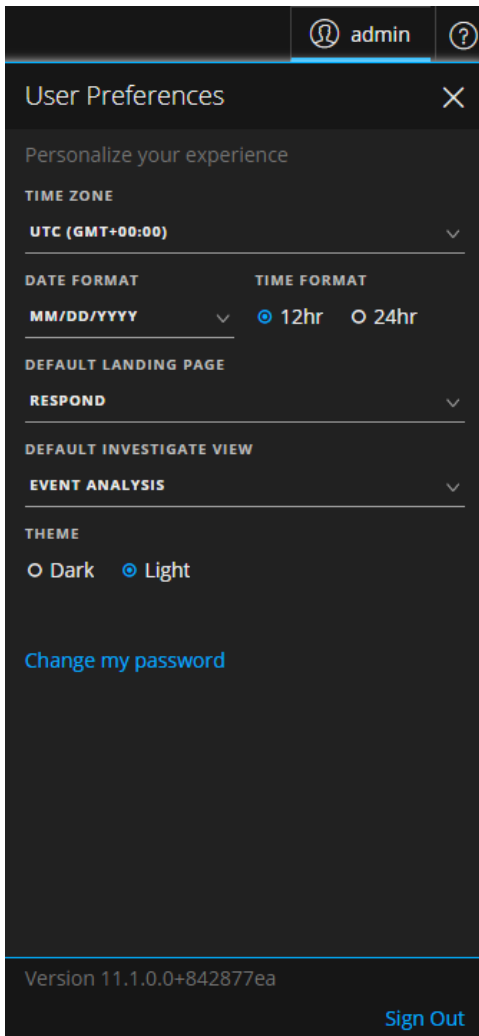 admin ?
User Preferences
Personalize your experience
TIME ZONE
UTC (GMT+00:00)
DATE FORMAT TIME FORMAT
MM/DD/YYYY 12hr 24hr
DEFAULT LANDING PAGE
RESPOND
DEFAULT INVESTIGATE VIEW
EVENT ANALYSIS
THEME
Dark Light
Change my password
Version 11.1.0.0+842877ea
Sign Out